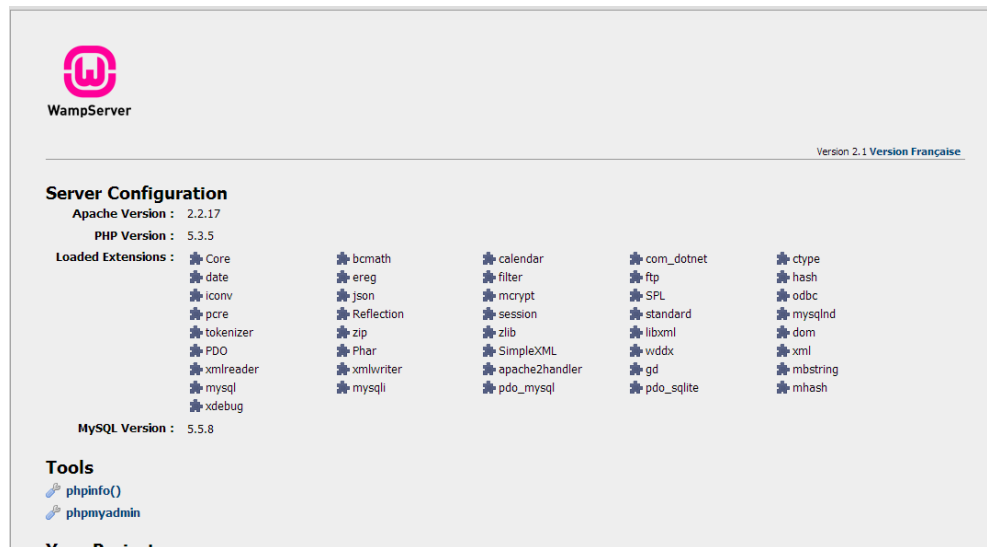 WampServer
Version 2.1 Version Française
Server Configuration
Apache Version : 2.2.17
PHP Version : 5.3.5
Loaded Extensions : Core bcmath calendar com_dotnet ctype
date ereg filter ftp hash
iconv json mcrypt SPL odbc
pcre Reflection session standard mysqlnd
tokenizer zip zlib libxml dom
PDO Phar SimpleXML wddx xml
xmlreader xmlwriter apache2handler gd mbstring
mysql mysqli pdo_mysql pdo_sqlite mhash
xdebug
MySQL Version : 5.5.8
Tools
phpinfo()
phpmyadmin